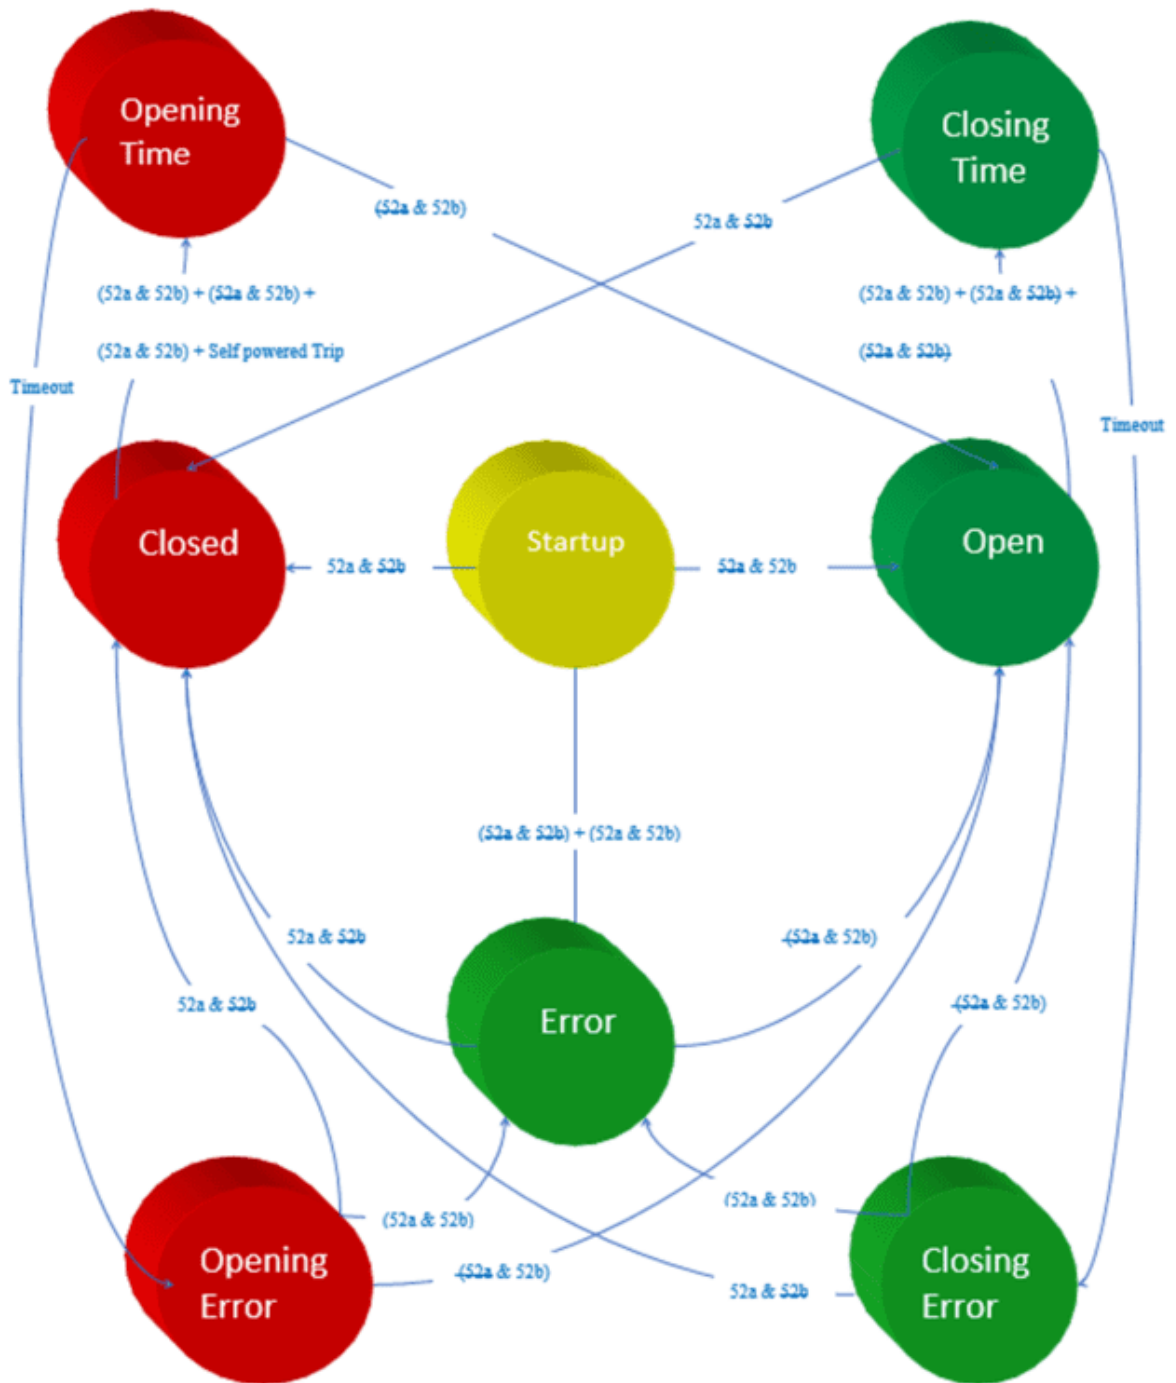 Opening
Time
Closing
Time
(52a & 52b)
52a & 52b
(52a & 52b) + (52a & 52b) +
(52a & 52b) + Self powered Trip
(52a & 52b) + (52a & 52b) +
(52a & 52b)
Timeout
Timeout
Closed
Startup
Open
52a & 52b
52a & 52b
(52a & 52b) + (52a & 52b)
52a & 52b
(52a & 52b)
52a & 52b
(52a & 52b)
Error
(52a & 52b)
(52a & 52b)
(52a & 52b)
52a & 52b
Opening
Error
Closing
Error